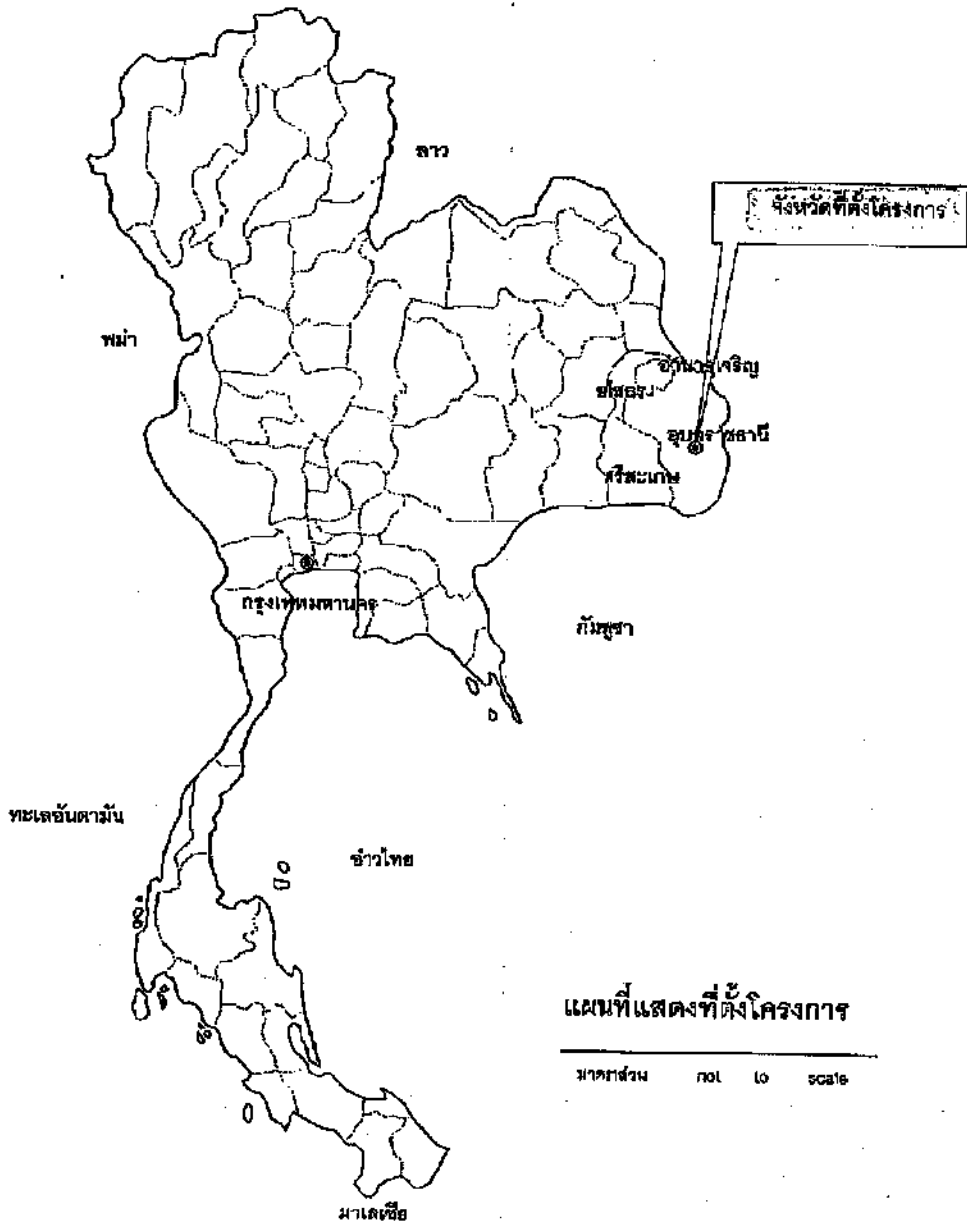 ลาว
จังหวัดที่ตั้งโครงการ
พม่า
อำนาจเจริญ
ยโสธร
อุบลราชธานี
ศรีสะเกษ
กรุงเทพมหานคร
กัมพูชา
ทะเลอันดามัน
อ่าวไทย
แผนที่แสดงที่ตั้งโครงการ
มาตราส่วน not to scale
มาเลเซีย